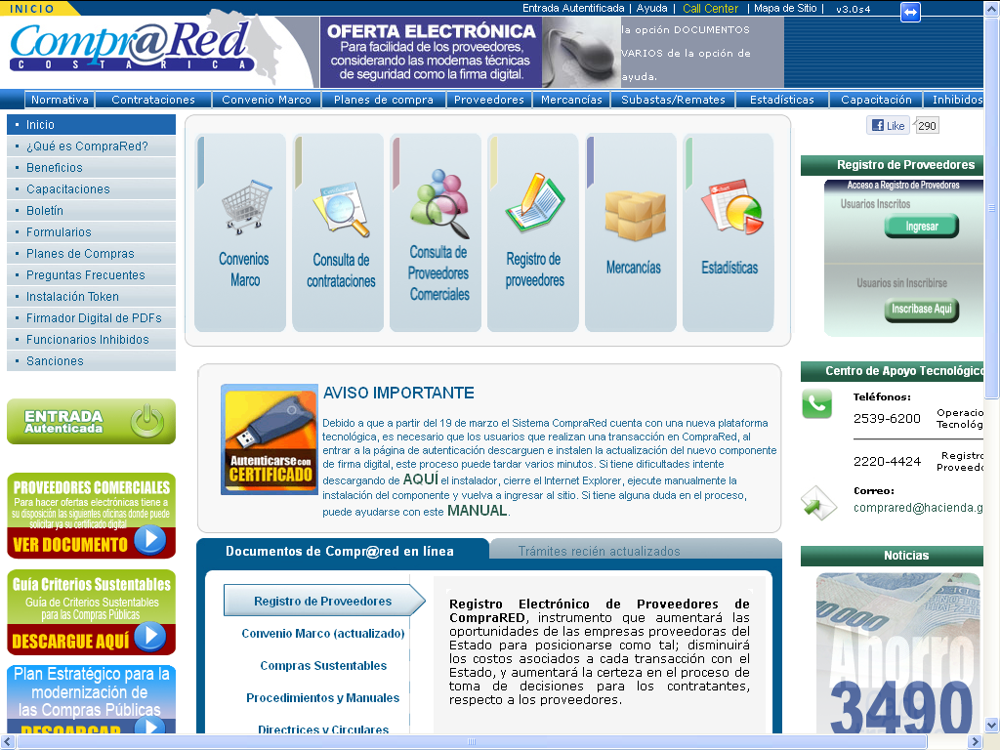 INICIO
Entrada Autentificada | Ayuda | Call Center | Mapa de Sitio | v3.0s4
Compr@Red
COSTA RICA
OFERTA ELECTRÓNICA
Para facilidad de los proveedores,
considerando las modernas técnicas
de seguridad como la firma digital.
la opción DOCUMENTOS
VARIOS de la opción de
ayuda.
Normativa | Contrataciones | Convenio Marco | Planes de compra | Proveedores | Mercancías | Subastas/Remates | Estadísticas | Capacitación | Inhibidos
Inicio
¿Qué es CompraRed?
Beneficios
Capacitaciones
Boletín
Formularios
Planes de Compras
Preguntas Frecuentes
Instalación Token
Firmador Digital de PDFs
Funcionarios Inhibidos
Sanciones
ENTRADA
Autenticada
PROVEEDORES COMERCIALES
Para hacer ofertas electrónicas tiene a
su disposición las siguientes oficinas donde puede
solicitar ya su certificado digital
VER DOCUMENTO
Guía Criterios Sustentables
Guía de Criterios Sustentables
para las Compras Públicas
DESCARGUE AQUÍ
Plan Estratégico para la
modernización de
las Compras Públicas
DESCARGAR
Convenios
Marco
Consulta de
contrataciones
Consulta de
Proveedores
Comerciales
Registro de
proveedores
Mercancías
Estadísticas
Autenticarse con
CERTIFICADO
AVISO IMPORTANTE
Debido a que a partir del 19 de marzo el Sistema CompraRed cuenta con una nueva plataforma
tecnológica, es necesario que los usuarios que realizan una transacción en CompraRed, al
entrar a la página de autenticación descarguen e instalen la actualización del nuevo componente
de firma digital, este proceso puede tardar varios minutos. Si tiene dificultades intente
descargando de AQUÍ el instalador, cierre el Internet Explorer, ejecute manualmente la
instalación del componente y vuelva a ingresar al sitio. Si tiene alguna duda en el proceso,
puede ayudarse con este MANUAL.
Documentos de Compr@red en línea
Trámites recién actualizados
Registro de Proveedores
Convenio Marco (actualizado)
Compras Sustentables
Procedimientos y Manuales
Directrices y Circulares
Registro Electrónico de Proveedores de
CompraRED, instrumento que aumentará las
oportunidades de las empresas proveedoras del
Estado para posicionarse como tal; disminuirá
los costos asociados a cada transacción con el
Estado, y aumentará la certeza en el proceso de
toma de decisiones para los contratantes,
respecto a los proveedores.
Like 290
Registro de Proveedores
Acceso a Registro de Provedores
Usuarios Inscritos
Ingresar
Usuarios sin Inscribirse
Inscríbase Aquí
Centro de Apoyo Tecnológico
Teléfonos:
2539-6200 Operacio
Tecnológ
2220-4424 Registro
Proveedo
Correo:
comprared@hacienda.g
Noticias
0000
Ahorro
3490